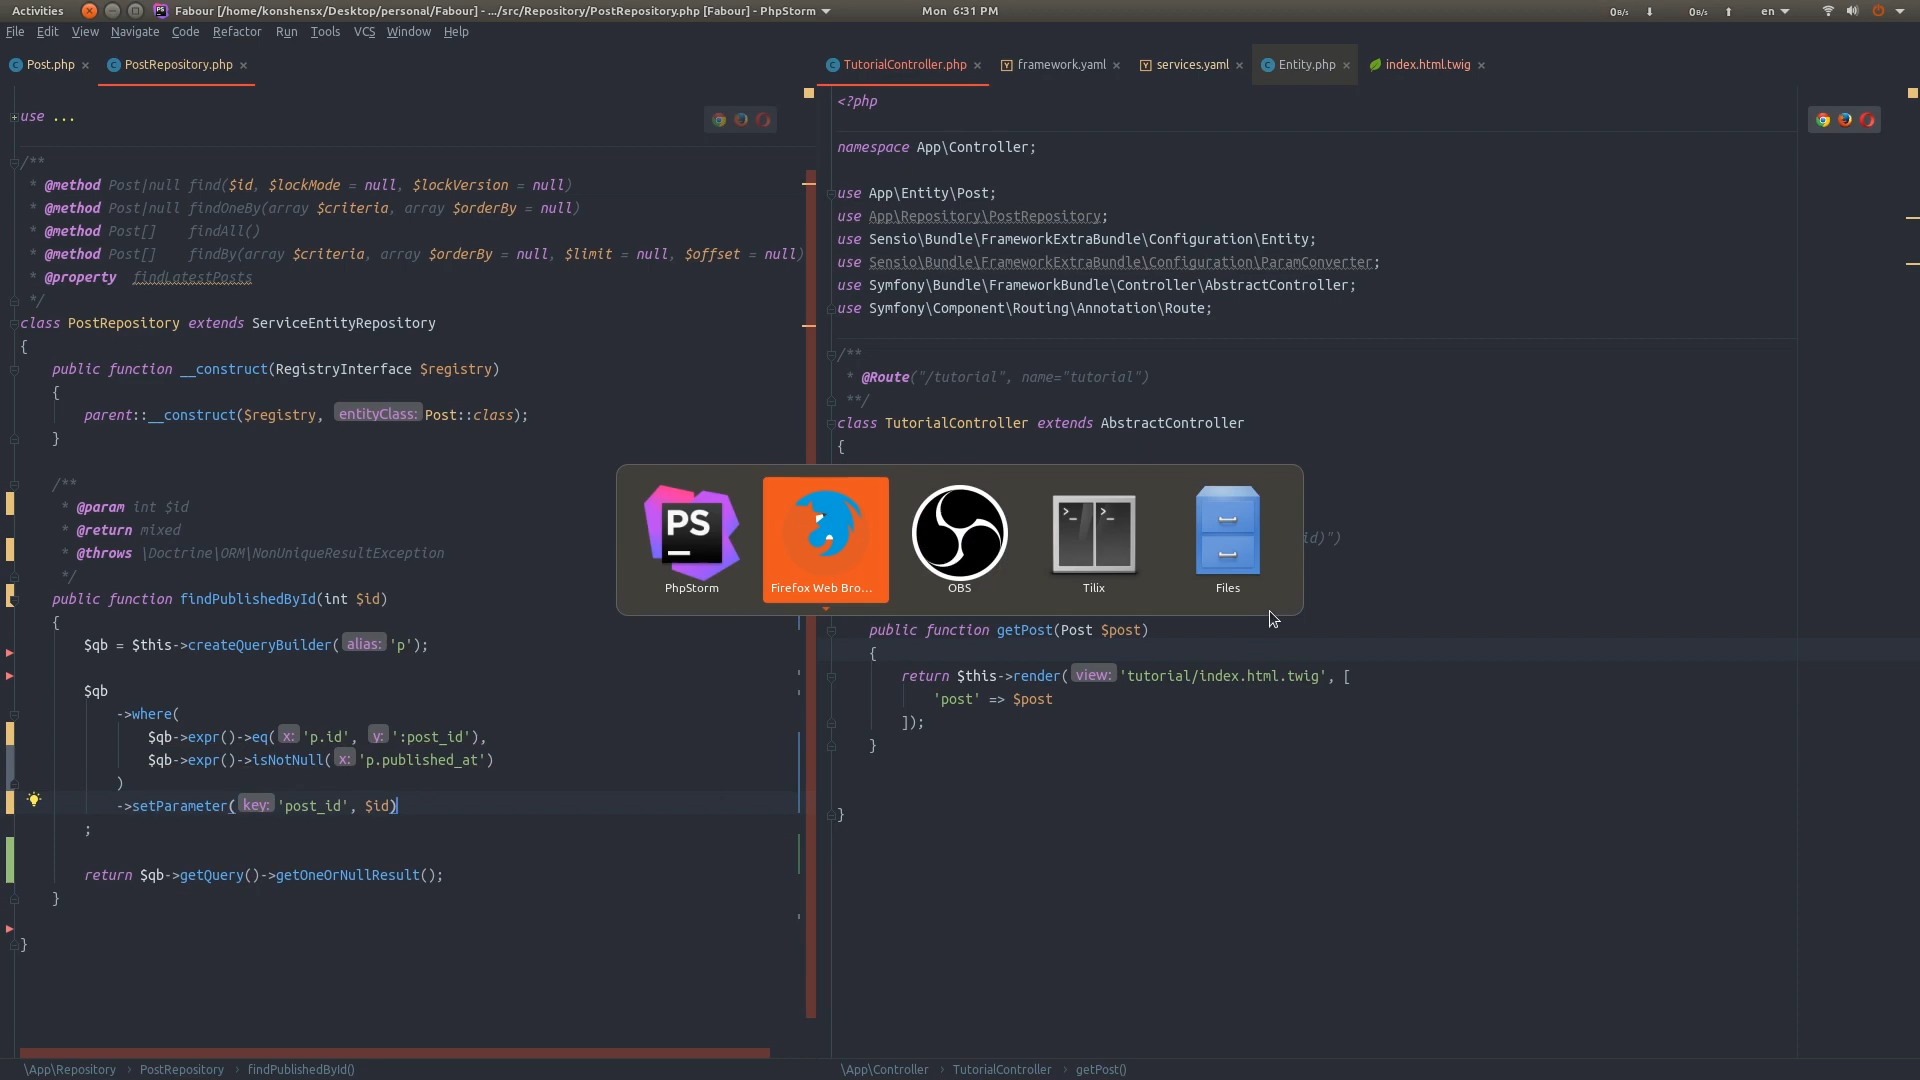 Activities
Fabour [/home/konshensx/Desktop/personal/Fabour] - .../src/Repository/PostRepository.php [Fabour] - PhpStorm
Mon 6:31 PM
0B/s
0B/s
en
File Edit View Navigate Code Refactor Run Tools VCS Window Help
Post.php
PostRepository.php
TutorialController.php
framework.yaml
services.yaml
Entity.php
index.html.twig
use ...
/**
* @method Post|null find($id, $lockMode = null, $lockVersion = null)
* @method Post|null findOneBy(array $criteria, array $orderBy = null)
* @method Post[]    findAll()
* @method Post[]    findBy(array $criteria, array $orderBy = null, $limit = null, $offset = null)
* @property  findLatestPosts
*/
class PostRepository extends ServiceEntityRepository
{
public function __construct(RegistryInterface $registry)
{
parent::__construct($registry, entityClass: Post::class);
}
/**
* @param int $id
* @return mixed
* @throws \Doctrine\ORM\NonUniqueResultException
*/
public function findPublishedById(int $id)
{
$qb = $this->createQueryBuilder( alias: 'p');
$qb
->where(
$qb->expr()->eq( x: 'p.id', y: ':post_id'),
$qb->expr()->isNotNull( x: 'p.published_at')
)
->setParameter( key: 'post_id', $id)
;
return $qb->getQuery()->getOneOrNullResult();
}
}
<?php
namespace App\Controller;
use App\Entity\Post;
use App\Repository\PostRepository;
use Sensio\Bundle\FrameworkExtraBundle\Configuration\Entity;
use Sensio\Bundle\FrameworkExtraBundle\Configuration\ParamConverter;
use Symfony\Bundle\FrameworkBundle\Controller\AbstractController;
use Symfony\Component\Routing\Annotation\Route;
/**
* @Route("/tutorial", name="tutorial")
**/
class TutorialController extends AbstractController
{
id)")
public function getPost(Post $post)
{
return $this->render( view: 'tutorial/index.html.twig', [
'post' => $post
]);
}
}
PS
PhpStorm
Firefox Web Bro...
OBS
>_ >_
Tilix
Files
\App\Repository › PostRepository › findPublishedById()
\App\Controller › TutorialController › getPost()